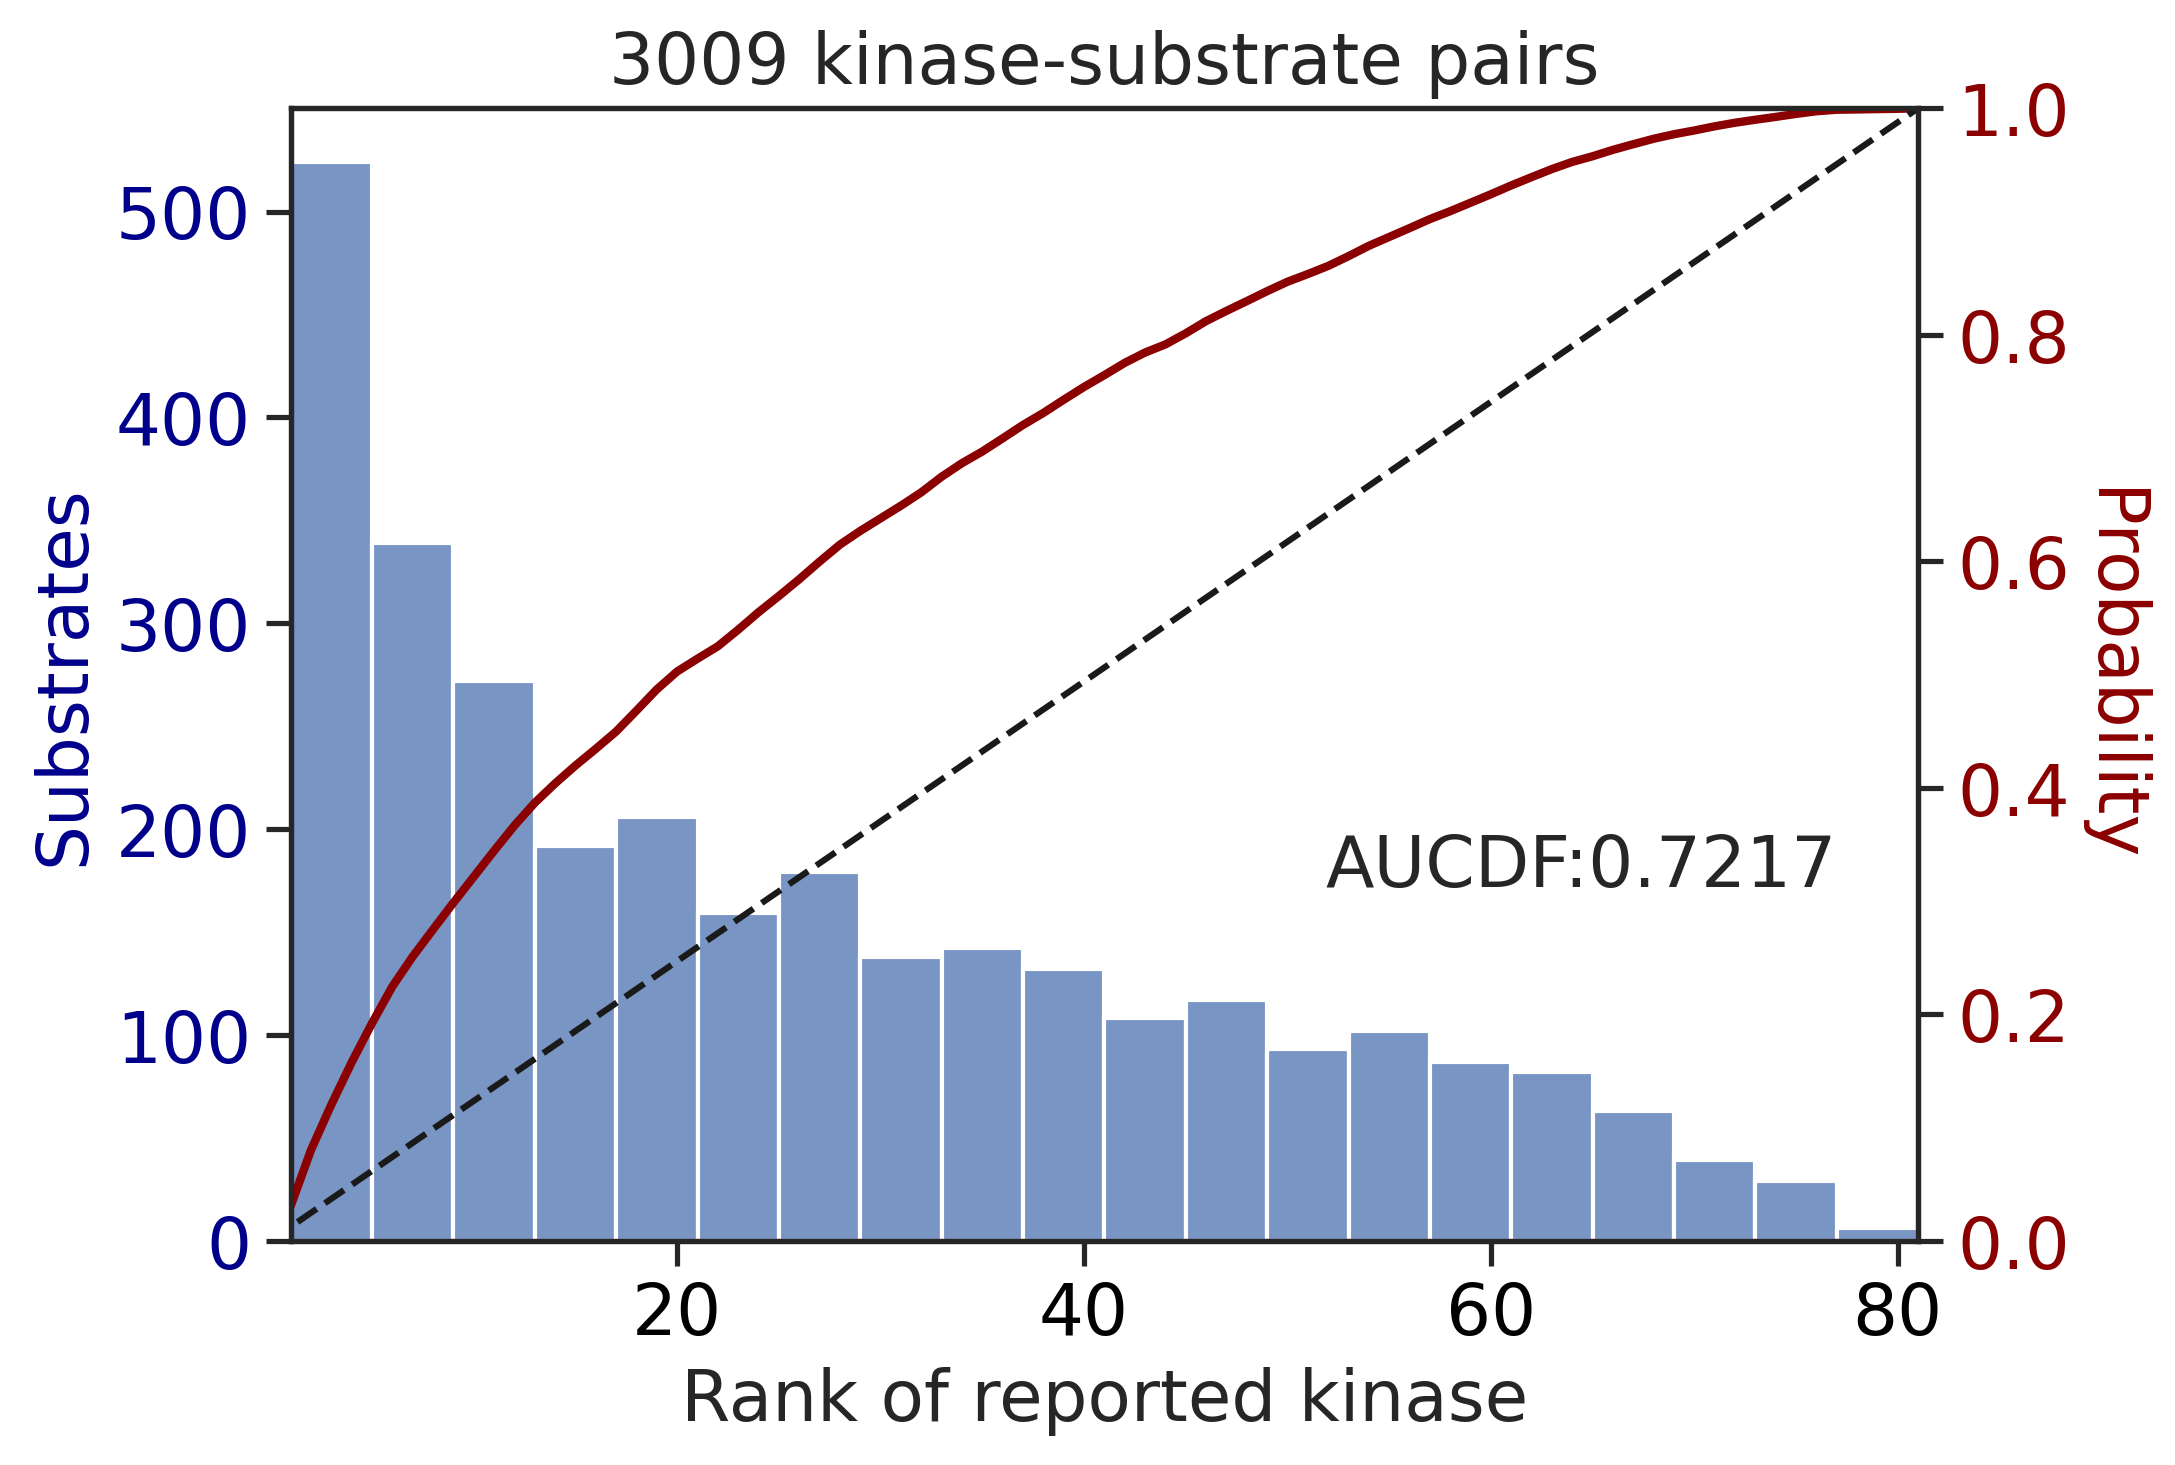 3009 kinase-substrate pairs
Substrates
500
400
300
200
100
0
1.0
0.8
0.6
0.4
0.2
0.0
Probability
AUCDF:0.7217
20 40 60 80
Rank of reported kinase